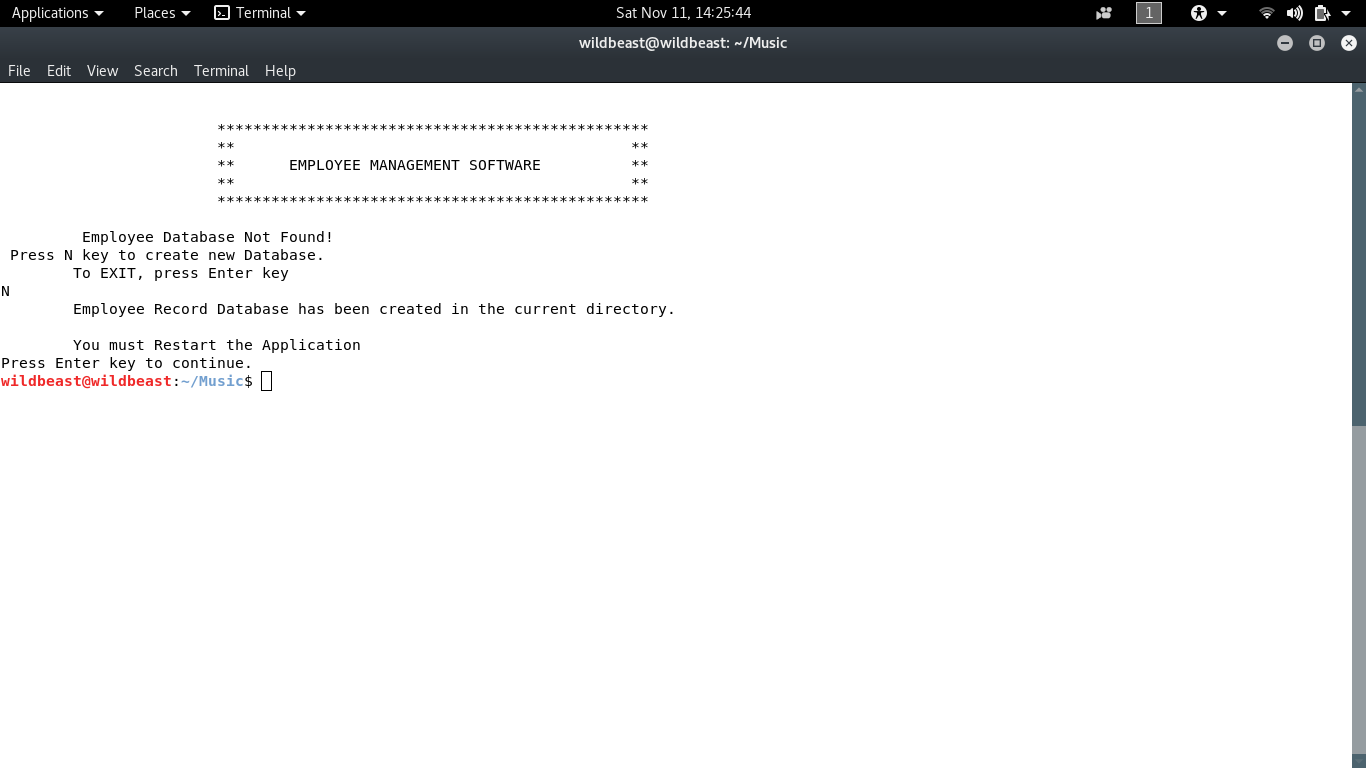 Applications Places Terminal Sat Nov 11, 14:25:44 1
wildbeast@wildbeast: ~/Music
File Edit View Search Terminal Help
************************************************
** **
** EMPLOYEE MANAGEMENT SOFTWARE **
** **
************************************************
Employee Database Not Found!
Press N key to create new Database.
To EXIT, press Enter key
N
Employee Record Database has been created in the current directory.
You must Restart the Application
Press Enter key to continue.
wildbeast@wildbeast:~/Music$